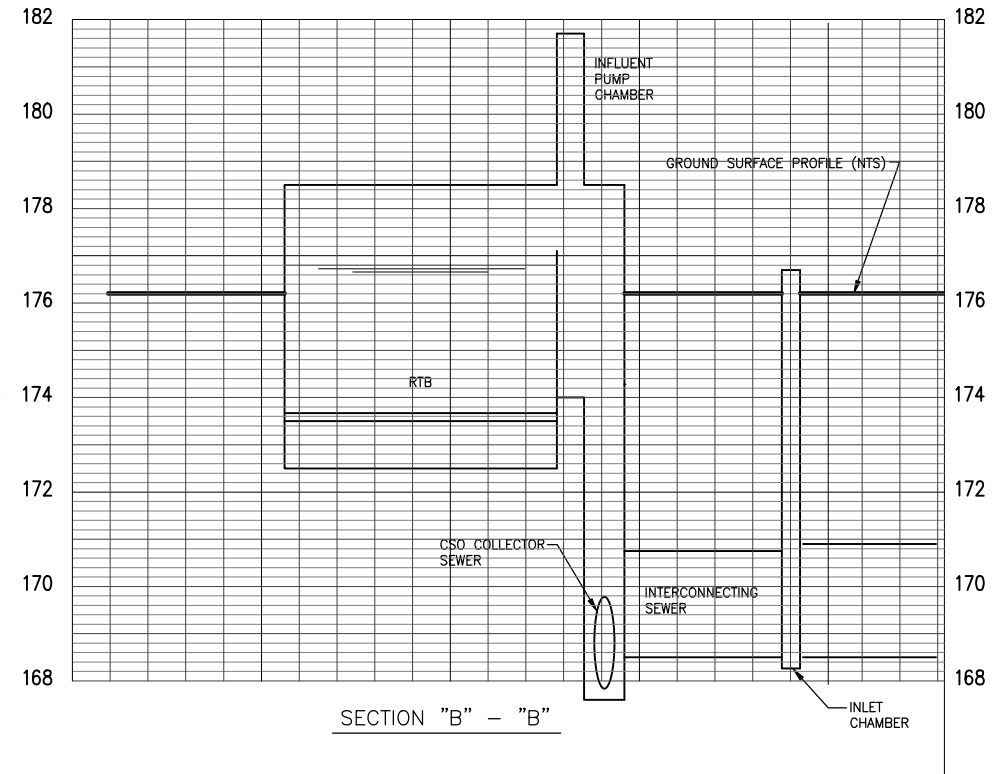 182
182
INFLUENT
PUMP
CHAMBER
180
180
GROUND SURFACE PROFILE (NTS)
178
178
176
176
RTB
174
174
172
172
CSO COLLECTOR
SEWER
170
170
INTERCONNECTING
SEWER
168
168
INLET
CHAMBER
SECTION "B" – "B"